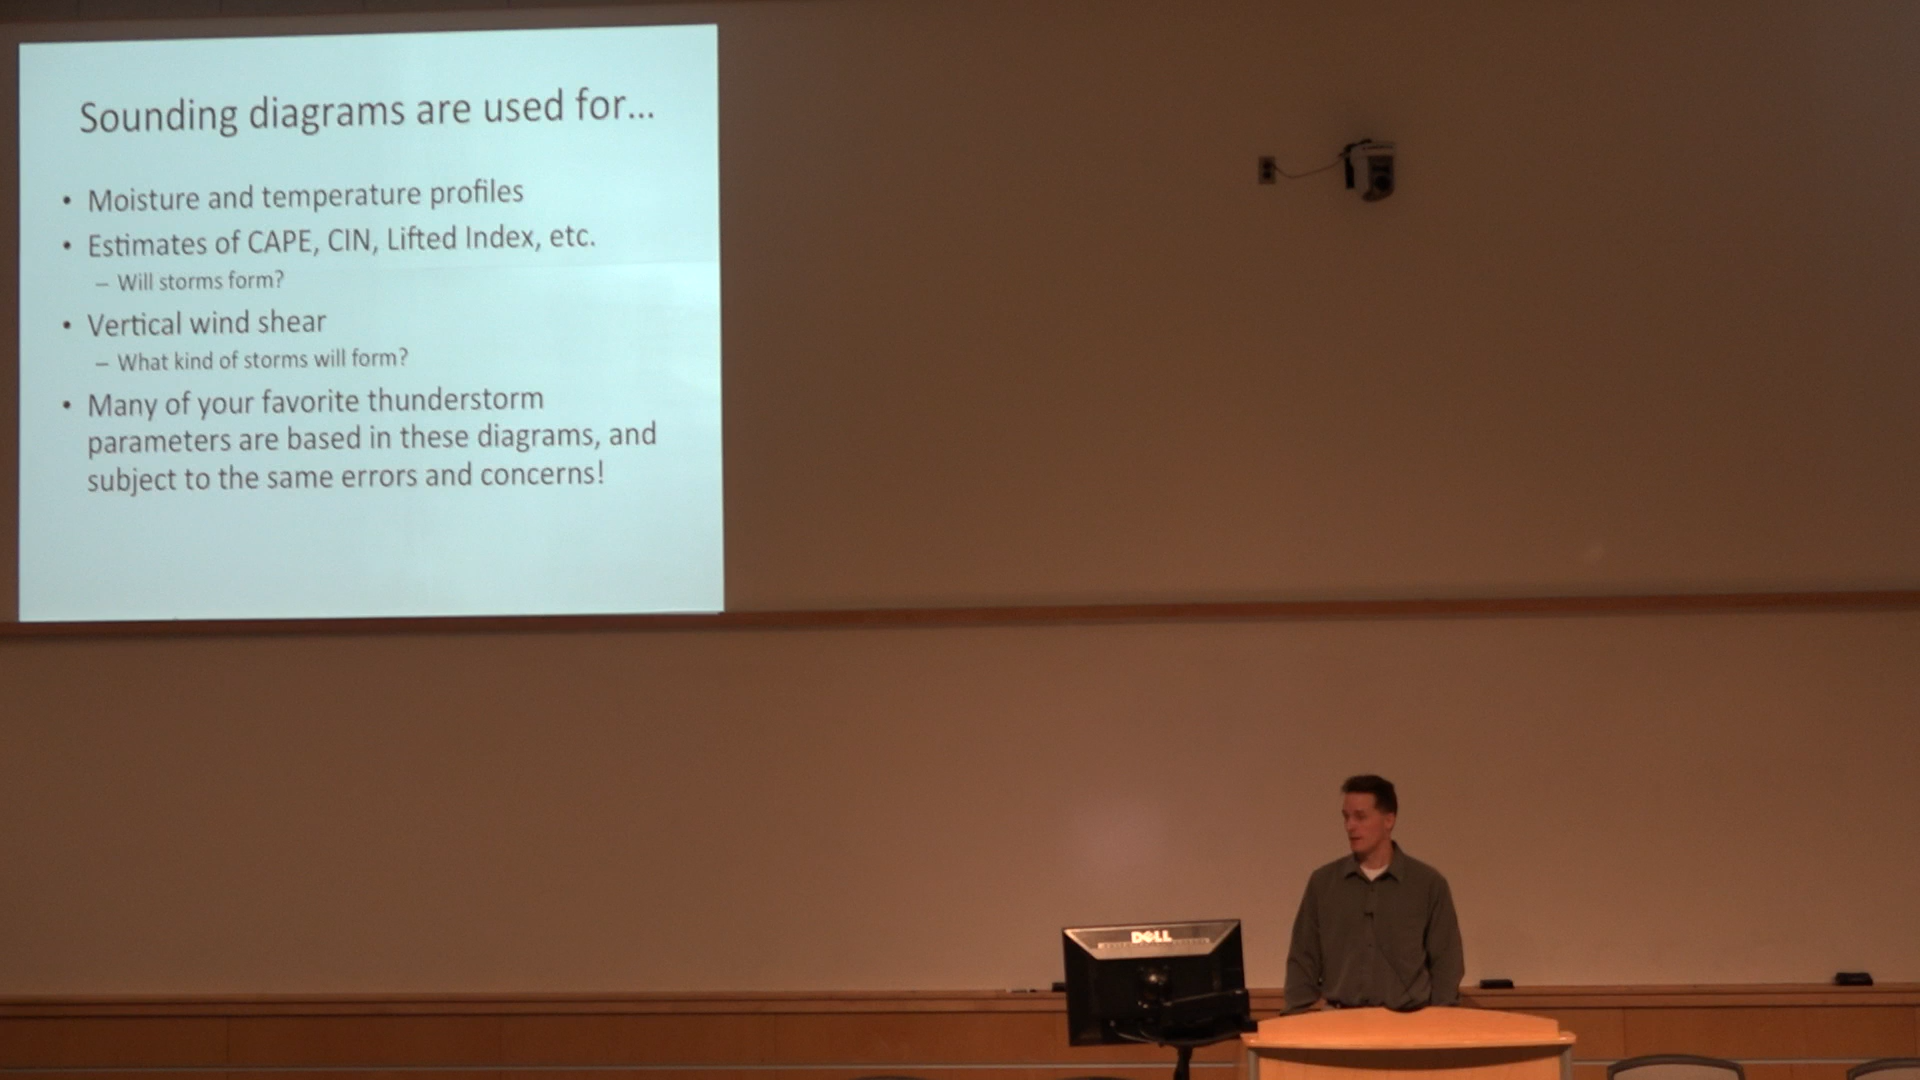 Sounding diagrams are used for...
• Moisture and temperature profiles
• Estimates of CAPE, CIN, Lifted Index, etc.
– Will storms form?
• Vertical wind shear
– What kind of storms will form?
• Many of your favorite thunderstorm
parameters are based in these diagrams, and
subject to the same errors and concerns!
DELL